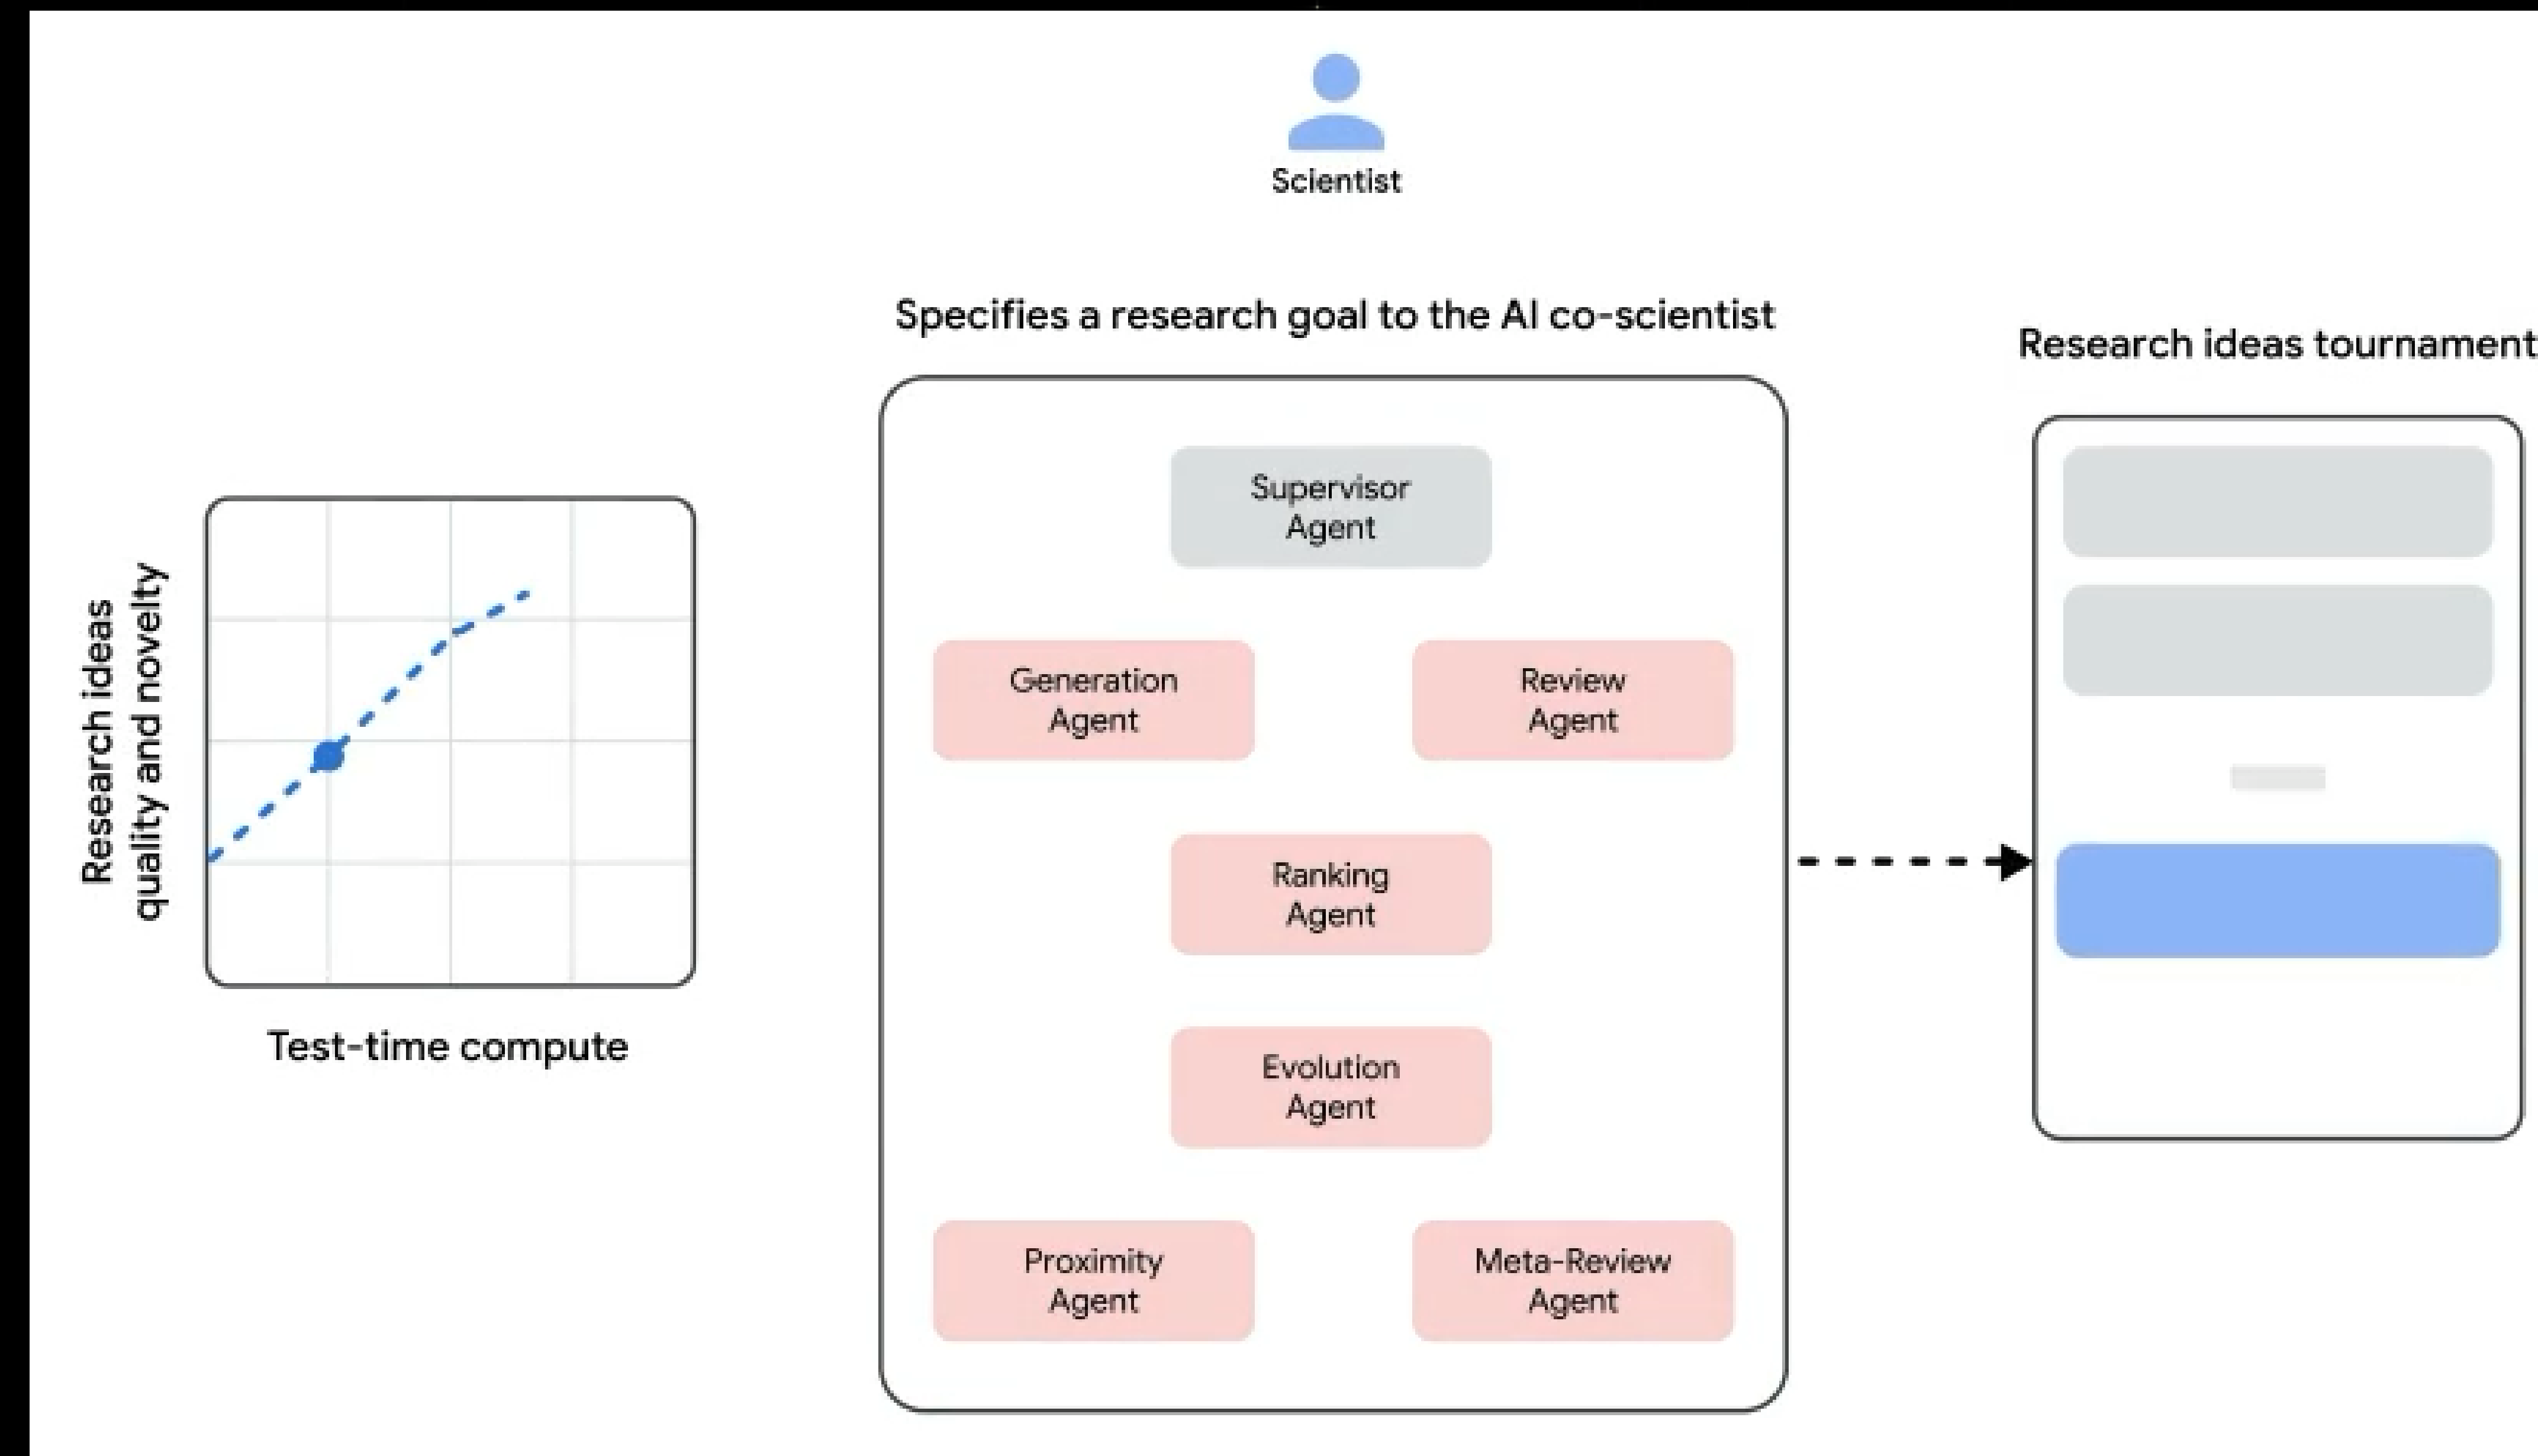 Scientist
Specifies a research goal to the AI co-scientist
Research ideas tournament
Research ideas
quality and novelty
Test-time compute
Supervisor
Agent
Generation
Agent
Review
Agent
Ranking
Agent
Evolution
Agent
Proximity
Agent
Meta-Review
Agent